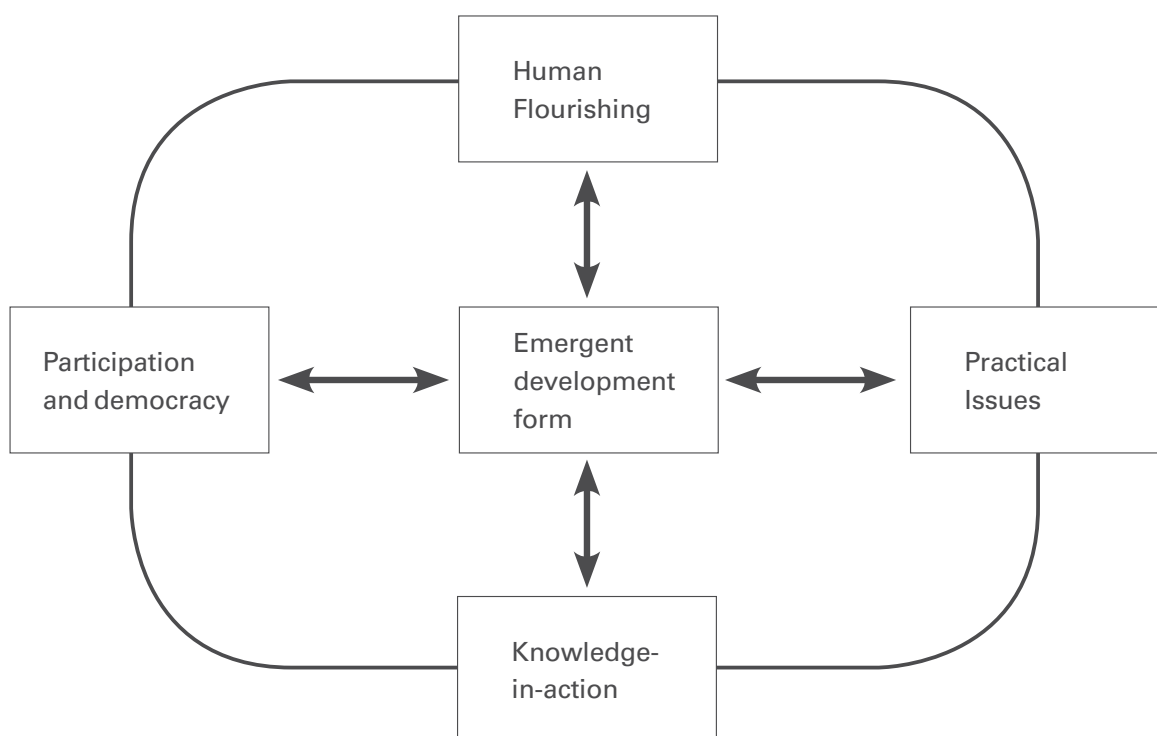 Human
Flourishing
Participation
and democracy
Emergent
development
form
Practical
Issues
Knowledge-
in-action